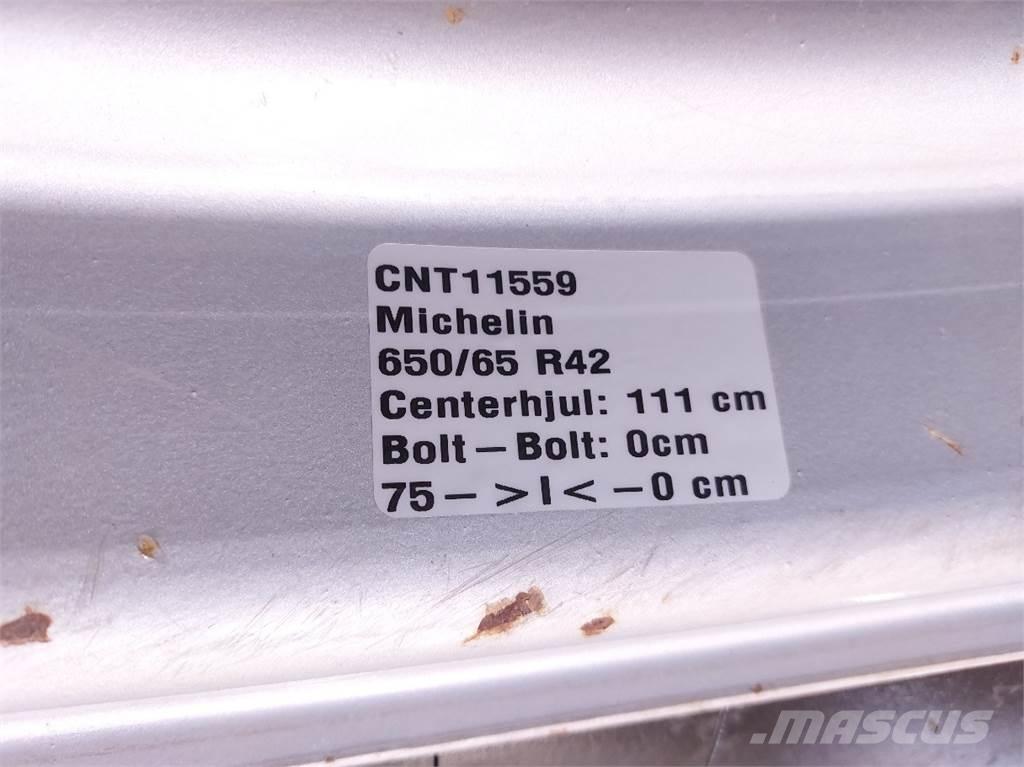 CNT11559
Michelin
650/65 R42
Centerhjul: 111 cm
Bolt-Bolt: 0cm
75->I<-0 cm
MASCUS